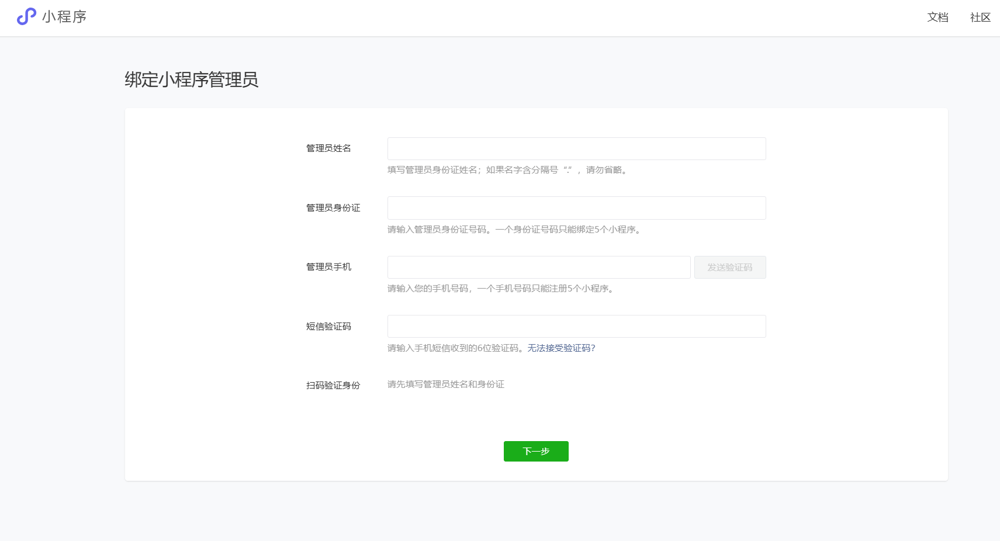 小程序
文档 社区
绑定小程序管理员
管理员姓名
填写管理员身份证姓名；如果名字含分隔号“.”，请勿省略。
管理员身份证
请输入管理员身份证号码。一个身份证号码只能绑定5个小程序。
管理员手机 发送验证码
请输入您的手机号码，一个手机号码只能注册5个小程序。
短信验证码
请输入手机短信收到的6位验证码。无法接受验证码?
扫码验证身份 请先填写管理员姓名和身份证
下一步